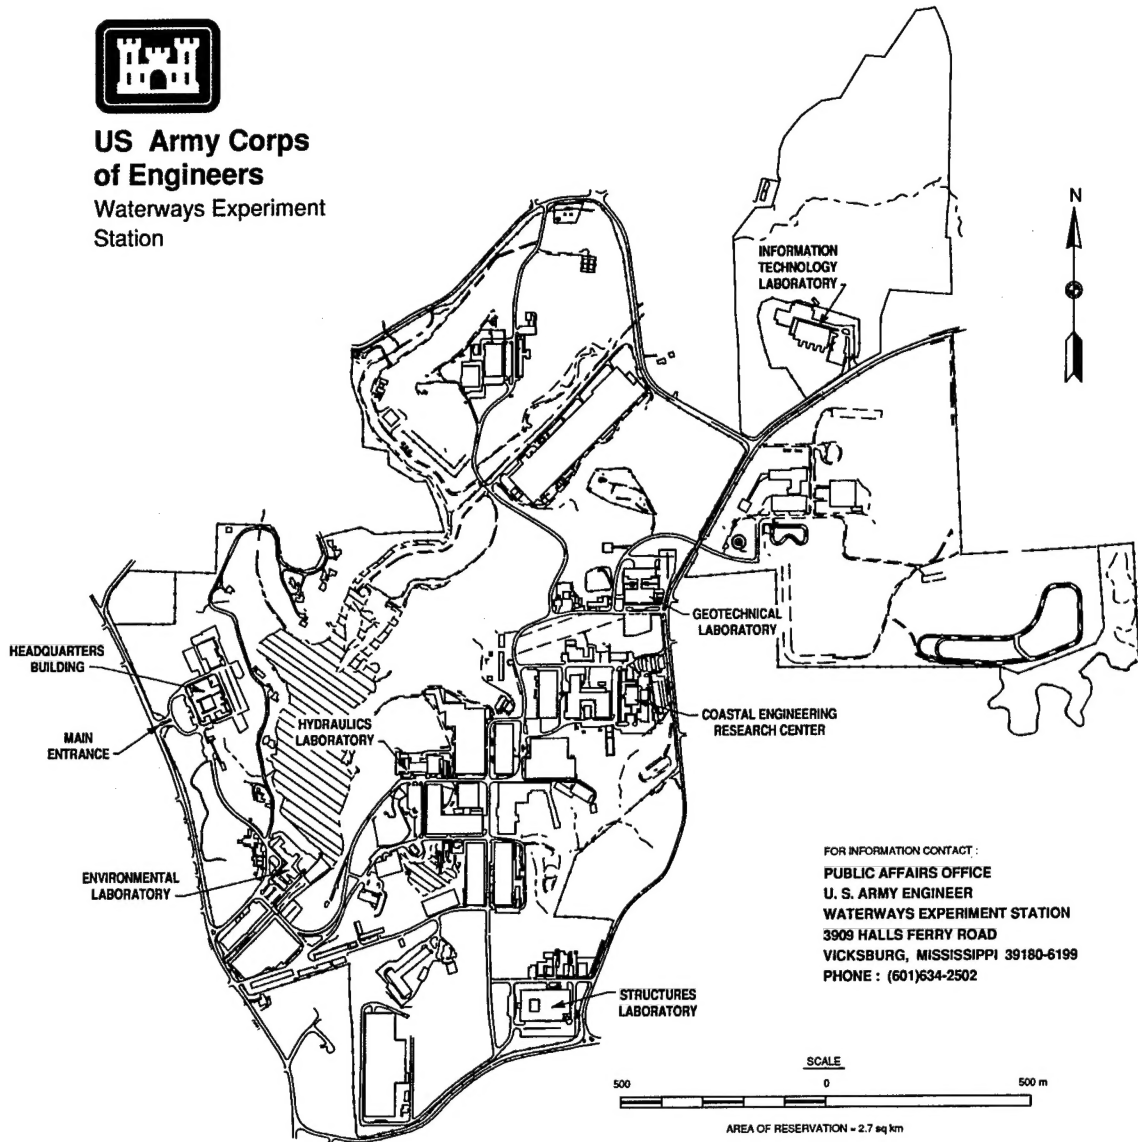 US Army Corps
of Engineers
Waterways Experiment
Station
N
INFORMATION
TECHNOLOGY
LABORATORY
GEOTECHNICAL
LABORATORY
HEADQUARTERS
BUILDING
MAIN
ENTRANCE
HYDRAULICS
LABORATORY
COASTAL ENGINEERING
RESEARCH CENTER
ENVIRONMENTAL
LABORATORY
STRUCTURES
LABORATORY
FOR INFORMATION CONTACT :
PUBLIC AFFAIRS OFFICE
U. S. ARMY ENGINEER
WATERWAYS EXPERIMENT STATION
3909 HALLS FERRY ROAD
VICKSBURG, MISSISSIPPI 39180-6199
PHONE : (601)634-2502
SCALE
500 0 500 m
AREA OF RESERVATION = 2.7 sq km